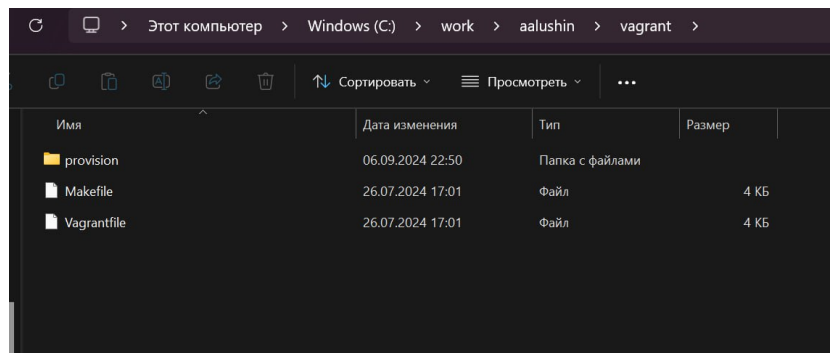 Этот компьютер > Windows (C:) > work > aalushin > vagrant >
Сортировать Просмотреть ...
Имя Дата изменения Тип Размер
provision 06.09.2024 22:50 Папка с файлами
Makefile 26.07.2024 17:01 Файл 4 КБ
Vagrantfile 26.07.2024 17:01 Файл 4 КБ